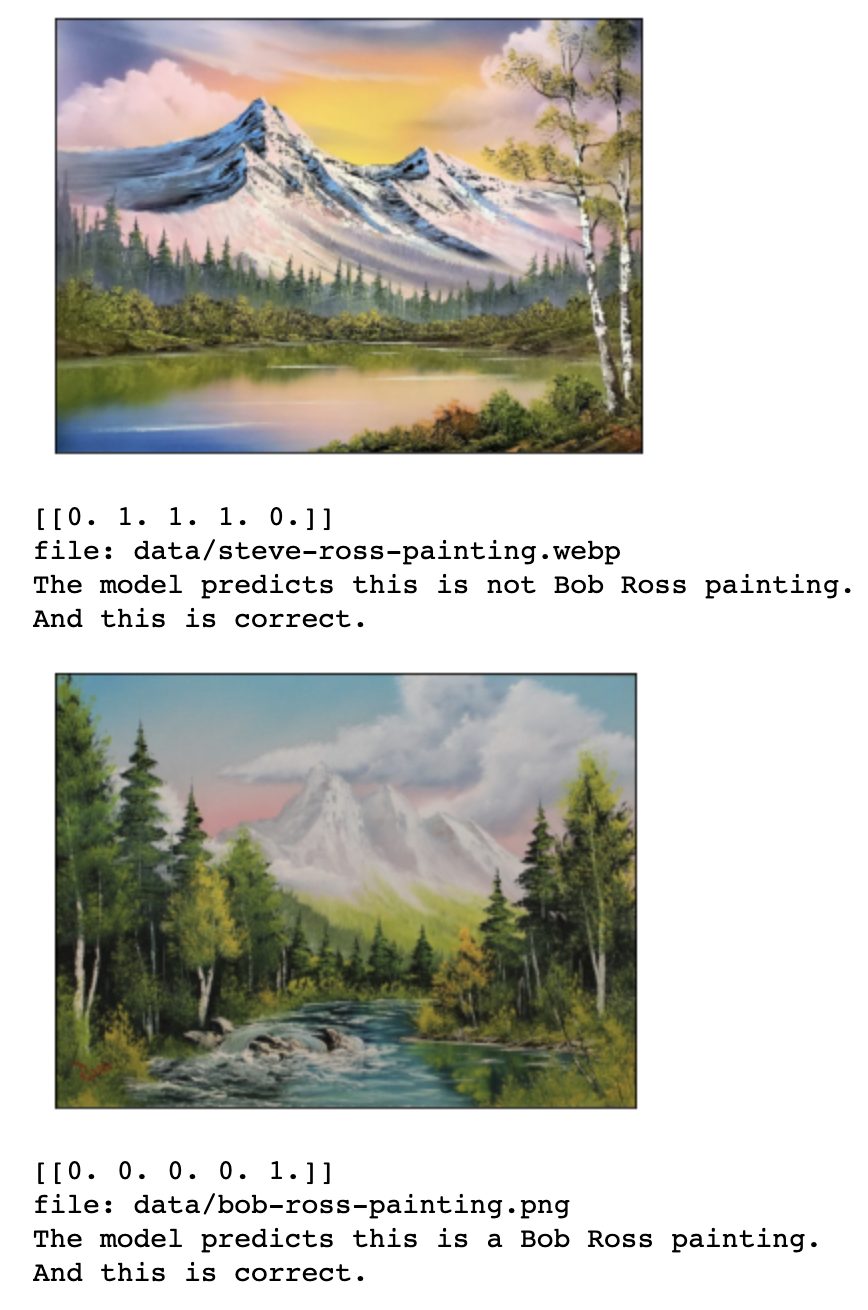 [[0. 1. 1. 1. 0.]]
file: data/steve-ross-painting.webp
The model predicts this is not Bob Ross painting.
And this is correct.
[[0. 0. 0. 0. 1.]]
file: data/bob-ross-painting.png
The model predicts this is a Bob Ross painting.
And this is correct.